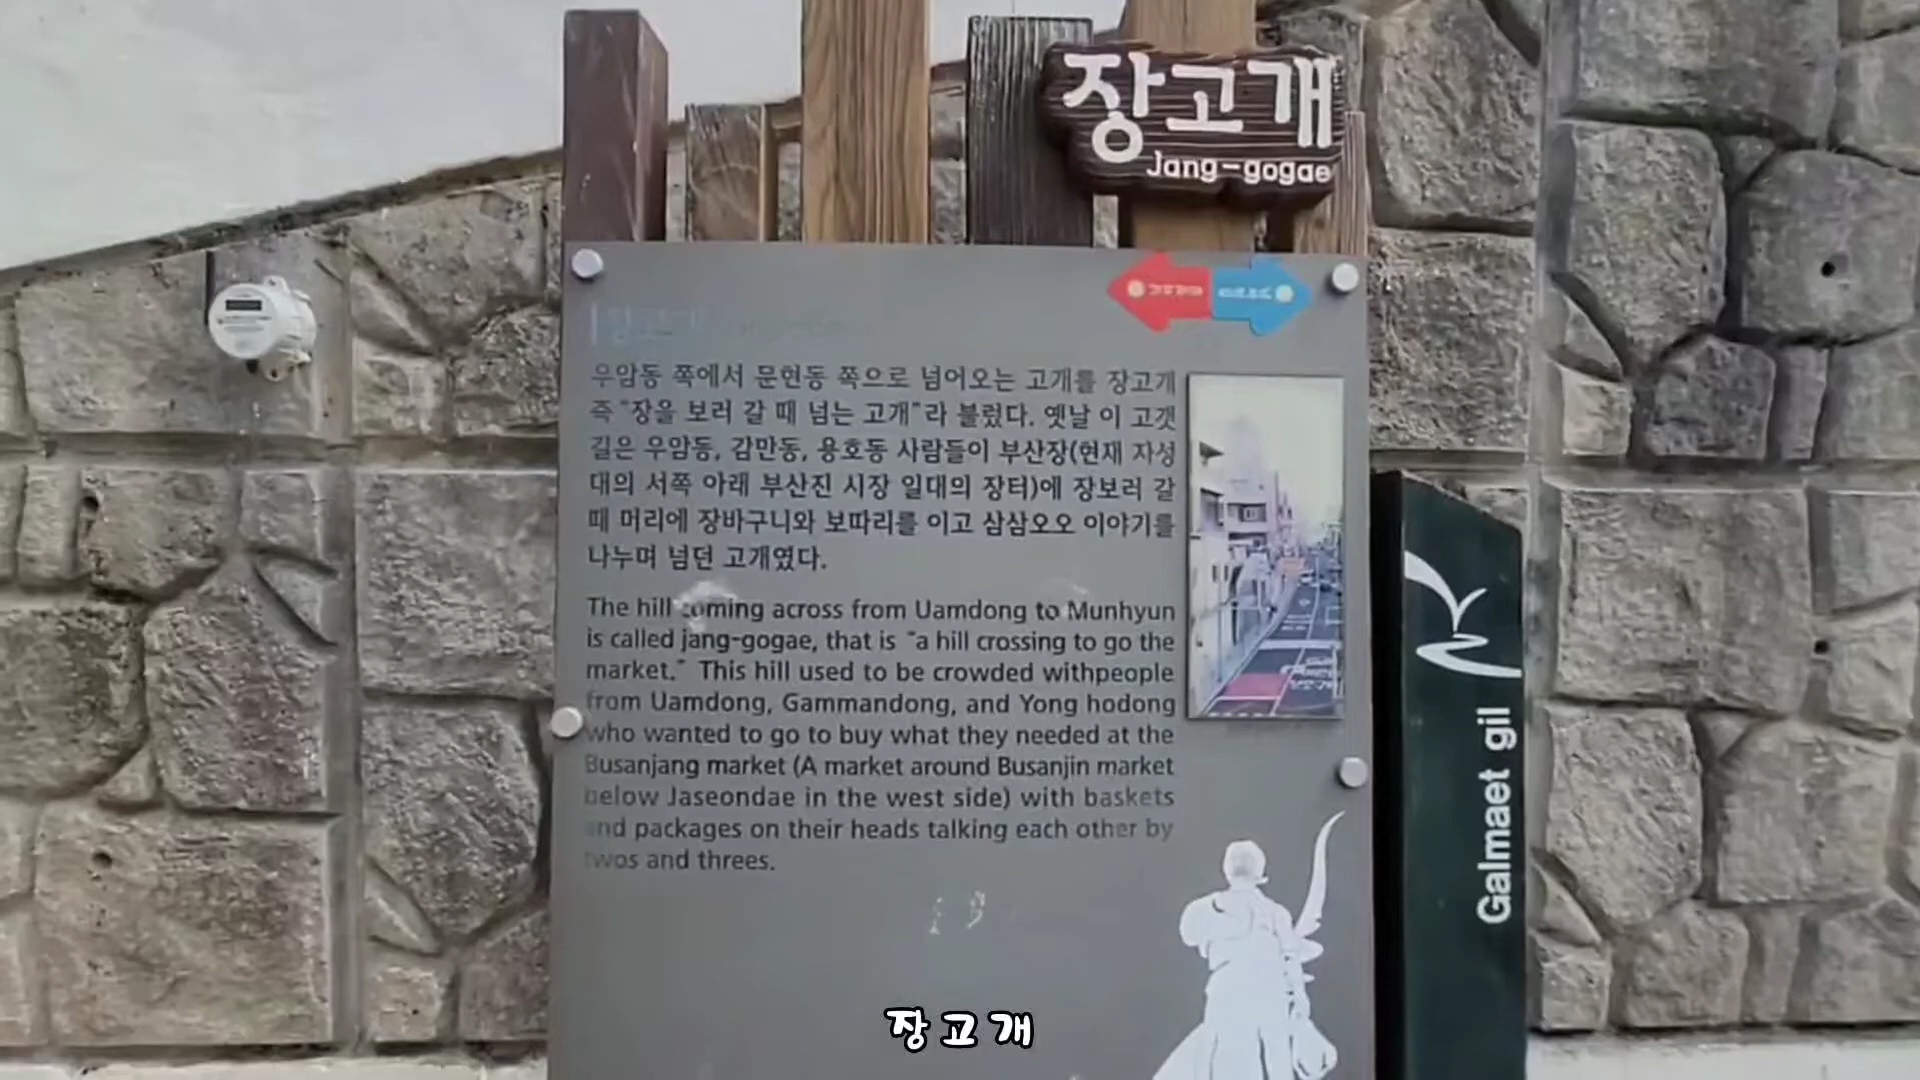 장고개
Jang-gogae
장고개
우암동 쪽에서 문현동 쪽으로 넘어오는 고개를 장고개
즉 "장을 보러 갈 때 넘는 고개"라 불렀다. 옛날 이 고갯
길은 우암동, 감만동, 용호동 사람들이 부산장(현재 자성
대의 서쪽 아래 부산진 시장 일대의 장터)에 장보러 갈
때 머리에 장바구니와 보따리를 이고 삼삼오오 이야기를
나누며 넘던 고개였다.
The hill coming across from Uamdong to Munhyun
is called jang-gogae, that is "a hill crossing to go the
market." This hill used to be crowded withpeople
from Uamdong, Gammandong, and Yong hodong
who wanted to go to buy what they needed at the
Busanjang market (A market around Busanjin market
below Jaseondae in the west side) with baskets
and packages on their heads talking each other by
twos and threes.
Galmaet gil
장고개